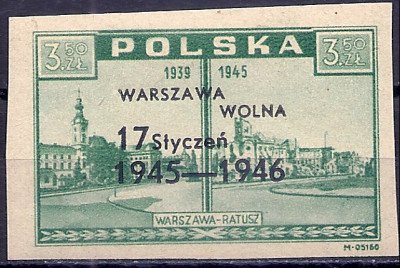 3.50 ZŁ POLSKA 3.50 ZŁ
1939 1945
WARSZAWA
WOLNA
17 Styczeń
1945—1946
WARSZAWA-RATUSZ
M-05160